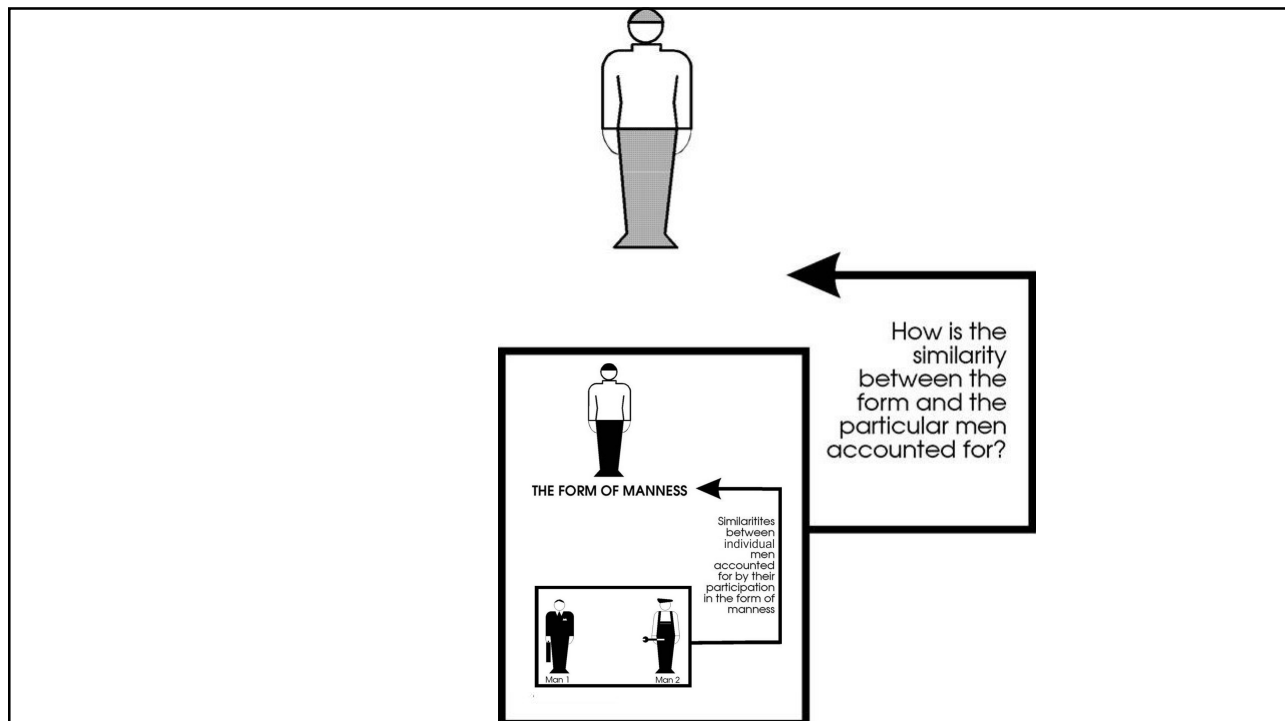 How is the
similarity
between the
form and the
particular men
accounted for?
THE FORM OF MANNESS
Similaritites
between
individual
men
accounted
for by their
participation
in the form of
manness
Man 1
Man 2